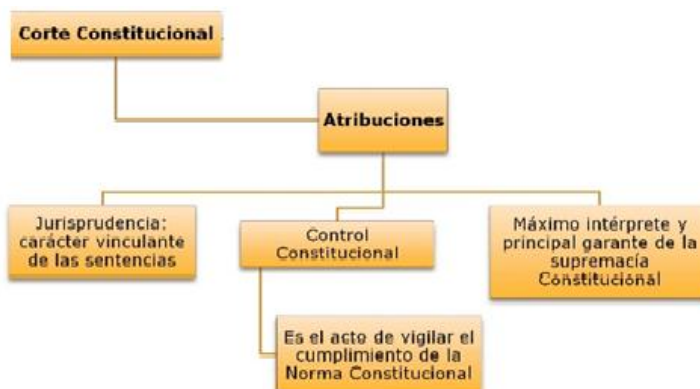 Corte Constitucional
Atribuciones
Jurisprudencia:
carácter vinculante
de las sentencias
Control
Constitucional
Máximo intérprete y
principal garante de la
supremacía
Constitucional
Es el acto de vigilar el
cumplimiento de la
Norma Constitucional